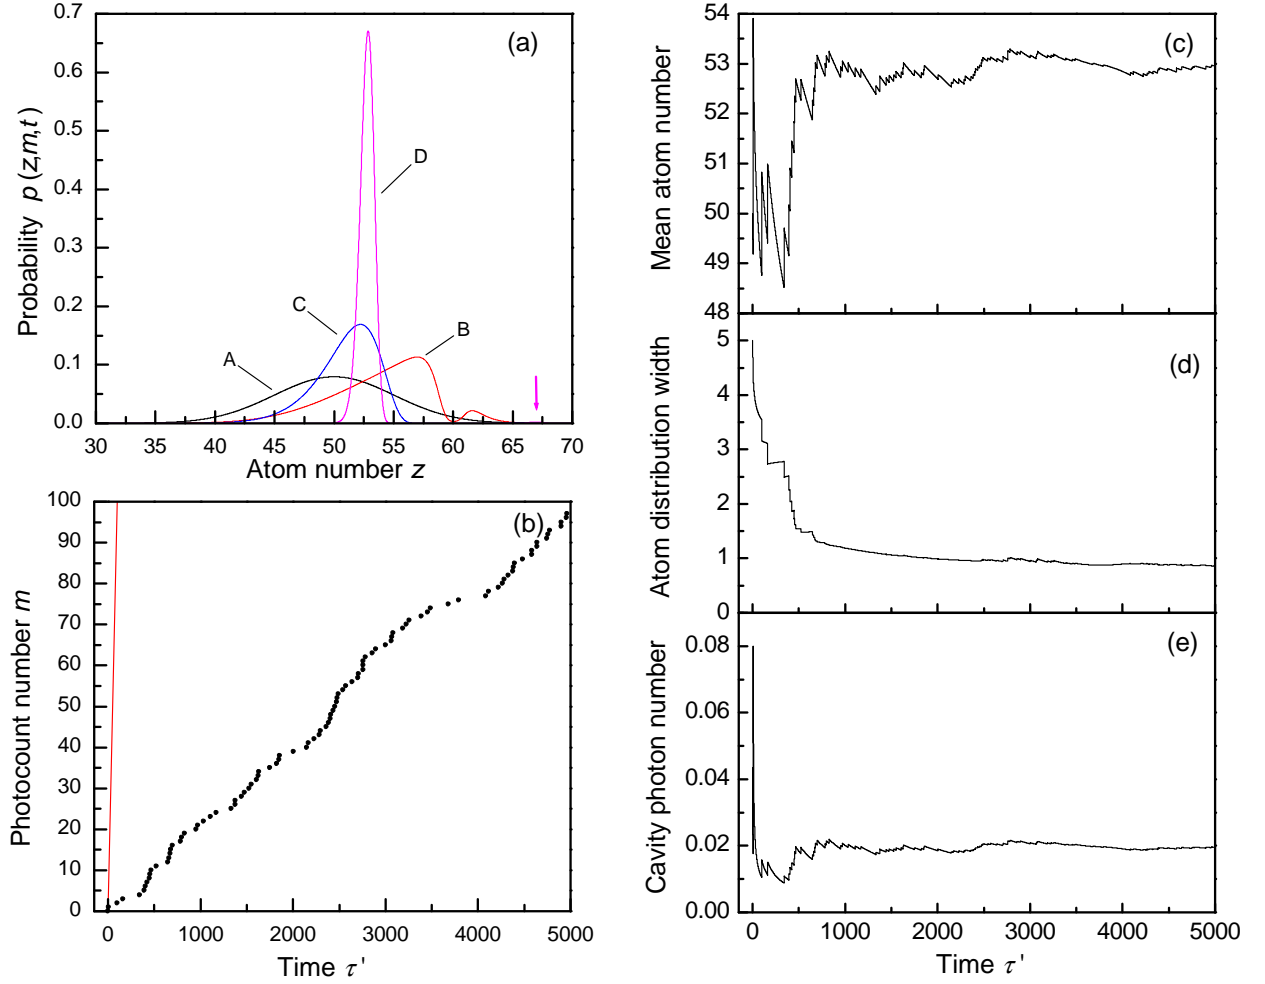 (a)
Probability p (z,m,t)
0.7
0.6
0.5
0.4
0.3
0.2
0.1
0.0
A
B
C
D
30 35 40 45 50 55 60 65 70
Atom number z
(b)
Photocount number m
100
90
80
70
60
50
40
30
20
10
0
0 1000 2000 3000 4000 5000
Time τ'
(c)
Mean atom number
54
53
52
51
50
49
48
(d)
Atom distribution width
5
4
3
2
1
0
(e)
Cavity photon number
0.08
0.06
0.04
0.02
0.00
0 1000 2000 3000 4000 5000
Time τ'